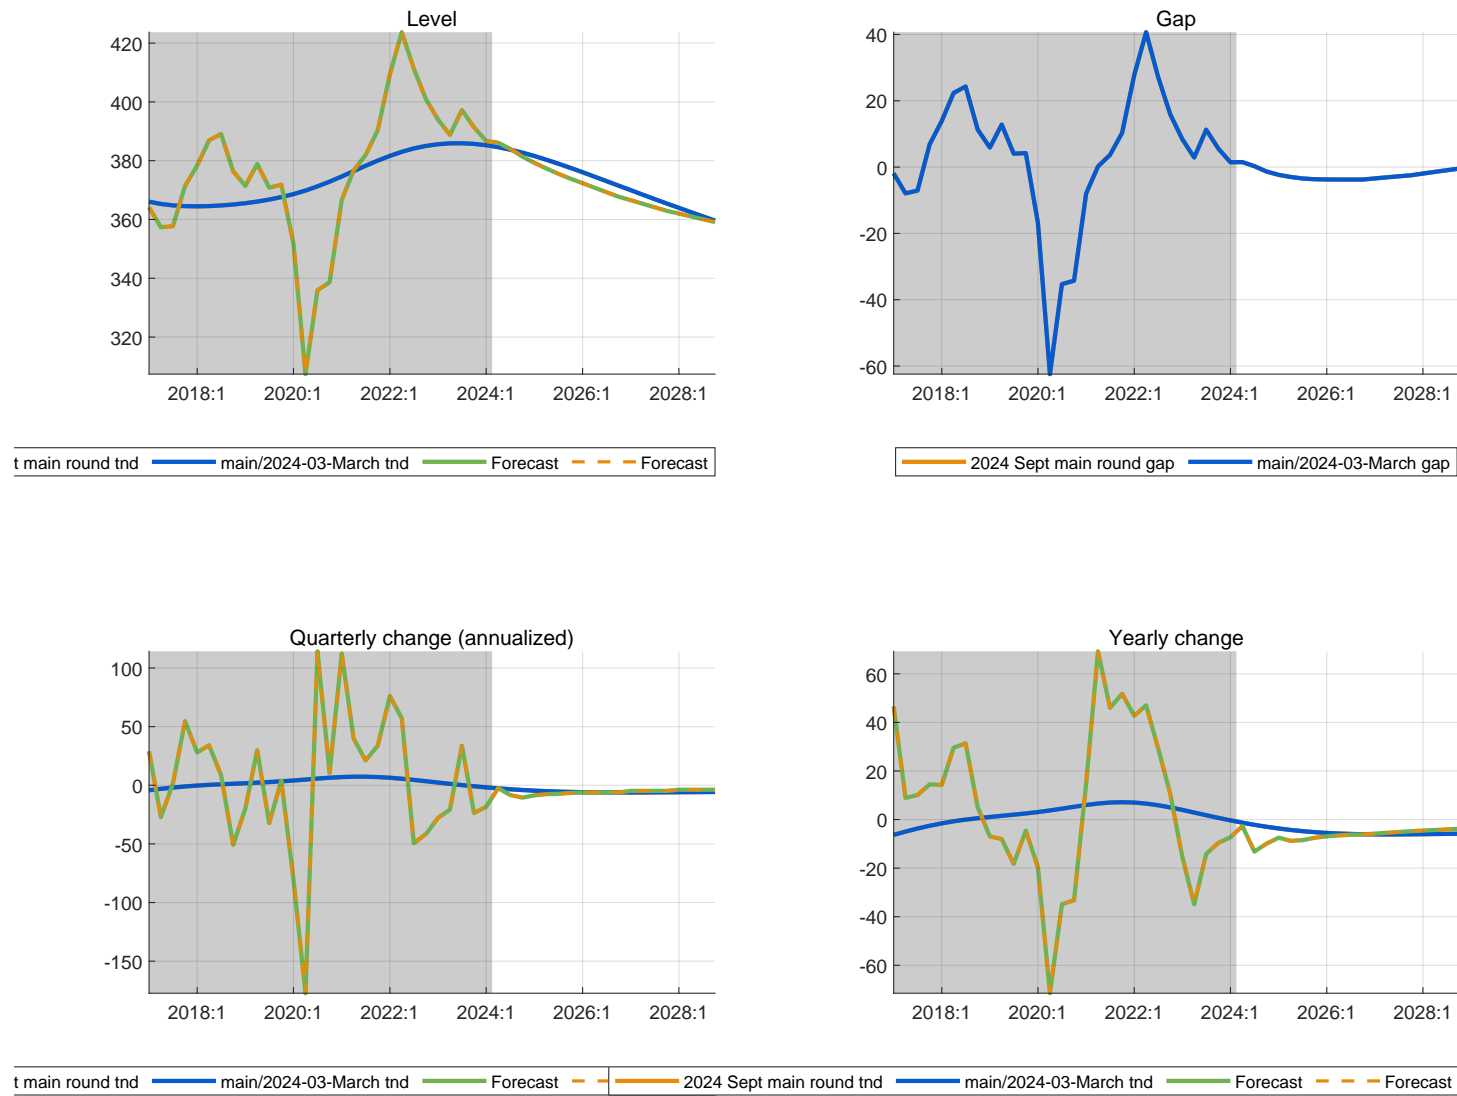 Level
420
400
380
360
340
320
2018:1 2020:1 2022:1 2024:1 2026:1 2028:1
t main round tnd main/2024-03-March tnd Forecast Forecast
Gap
40
20
0
-20
-40
-60
2018:1 2020:1 2022:1 2024:1 2026:1 2028:1
2024 Sept main round gap main/2024-03-March gap
Quarterly change (annualized)
100
50
0
-50
-100
-150
2018:1 2020:1 2022:1 2024:1 2026:1 2028:1
t main round tnd main/2024-03-March tnd Forecast
Yearly change
60
40
20
0
-20
-40
-60
2018:1 2020:1 2022:1 2024:1 2026:1 2028:1
2024 Sept main round tnd main/2024-03-March tnd Forecast Forecast